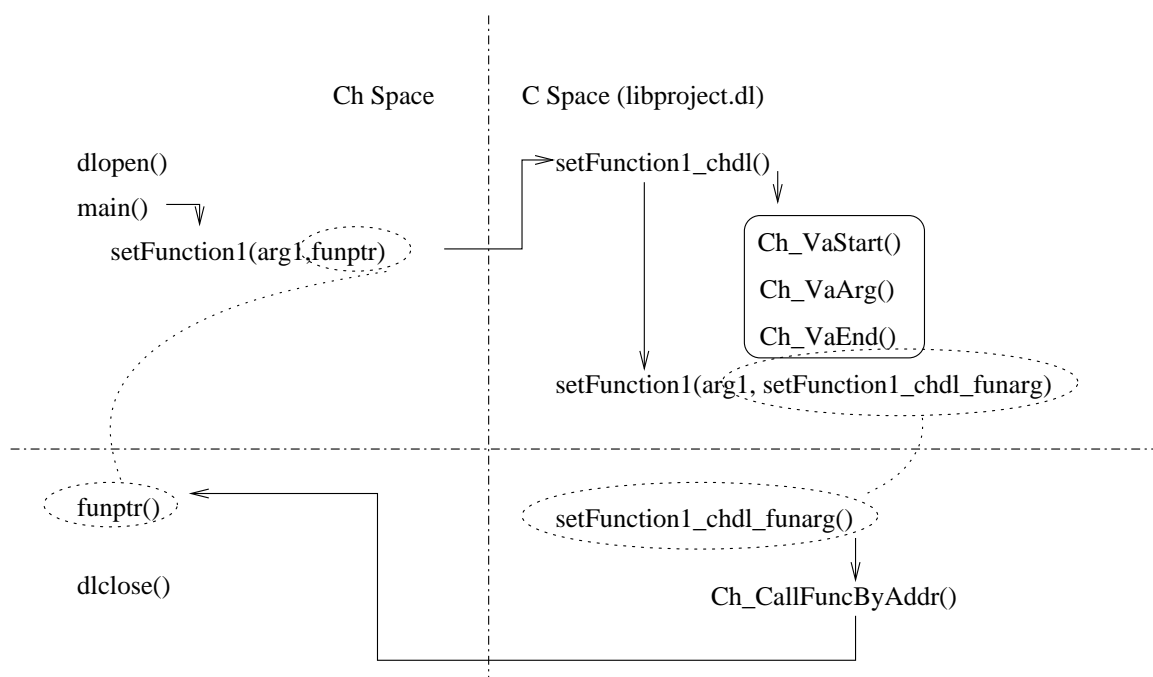 Ch Space
C Space (libproject.dl)
dlopen()
main()
setFunction1(arg1,funptr)
setFunction1_chdl()
Ch_VaStart()
Ch_VaArg()
Ch_VaEnd()
setFunction1(arg1, setFunction1_chdl_funarg)
funptr()
dlclose()
setFunction1_chdl_funarg()
Ch_CallFuncByAddr()